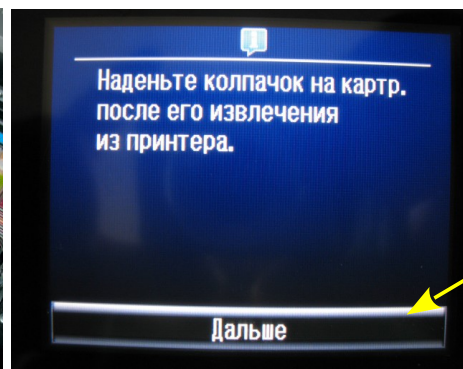 Наденьте колпачок на картр.
после его извлечения
из принтера.
Дальше